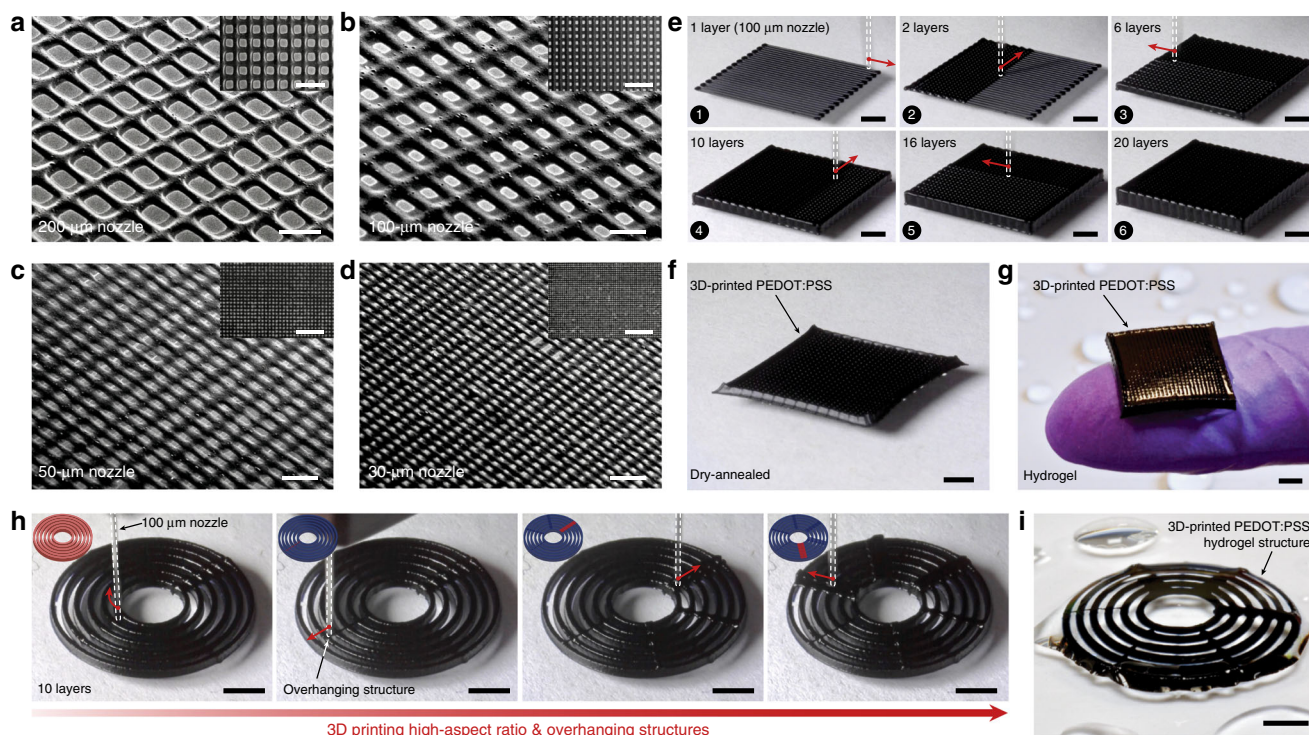 a
200-μm nozzle
b
100-μm nozzle
c
50-μm nozzle
d
30-μm nozzle
e
1 layer (100 μm nozzle)
1
2 layers
2
6 layers
3
10 layers
4
16 layers
5
20 layers
6
f
3D-printed PEDOT:PSS
Dry-annealed
g
3D-printed PEDOT:PSS
Hydrogel
h
100 μm nozzle
10 layers
Overhanging structure
3D printing high-aspect ratio & overhanging structures
i
3D-printed PEDOT:PSS
hydrogel structure